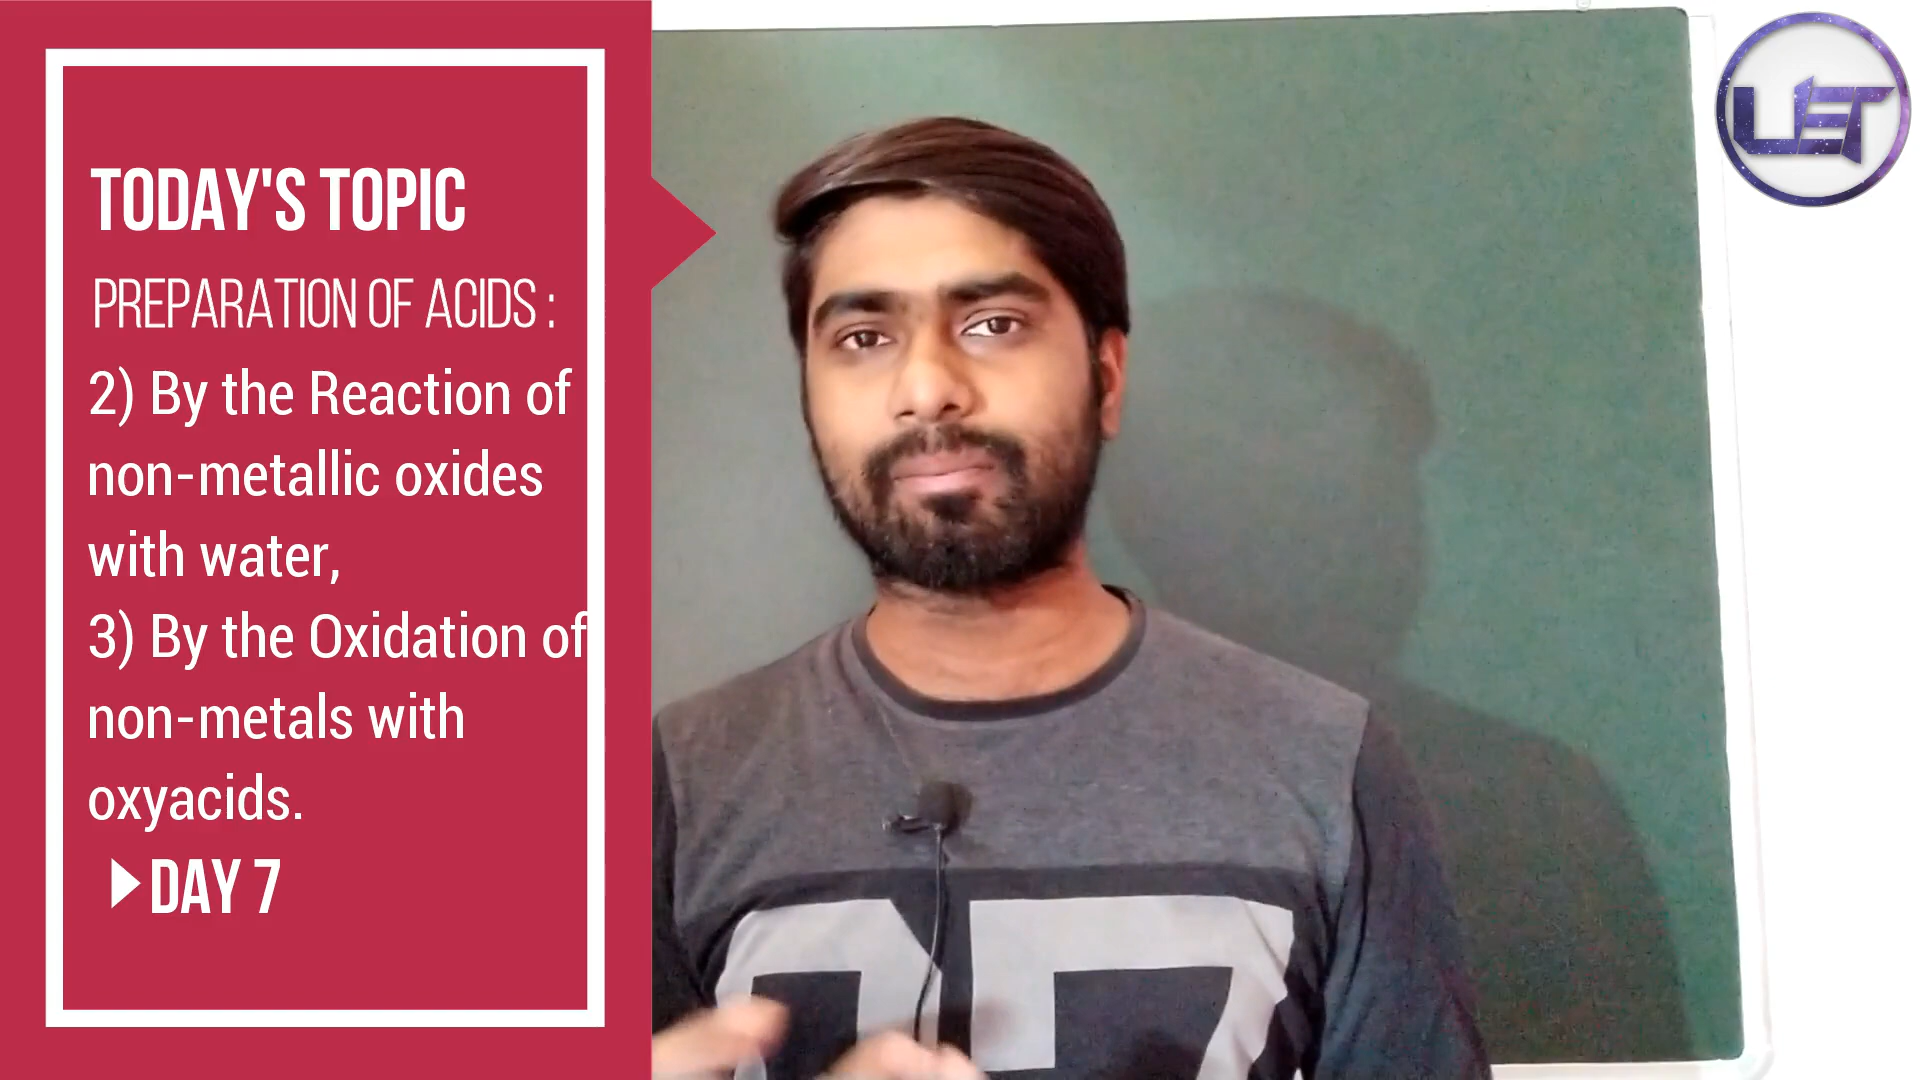 TODAY'S TOPIC
PREPARATION OF ACIDS :
2) By the Reaction of
non-metallic oxides
with water,
3) By the Oxidation of
non-metals with
oxyacids.
DAY 7
UET